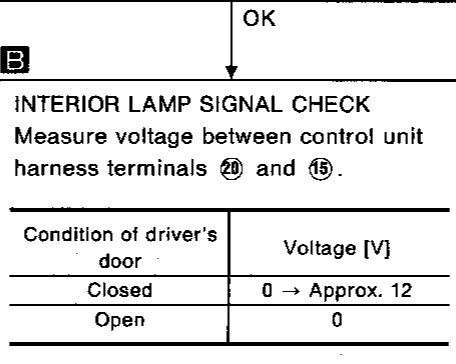 OK
B
INTERIOR LAMP SIGNAL CHECK
Measure voltage between control unit
harness terminals ⑳ and ⑮.
Condition of driver's
door
Voltage [V]
Closed
0 → Approx. 12
Open
0